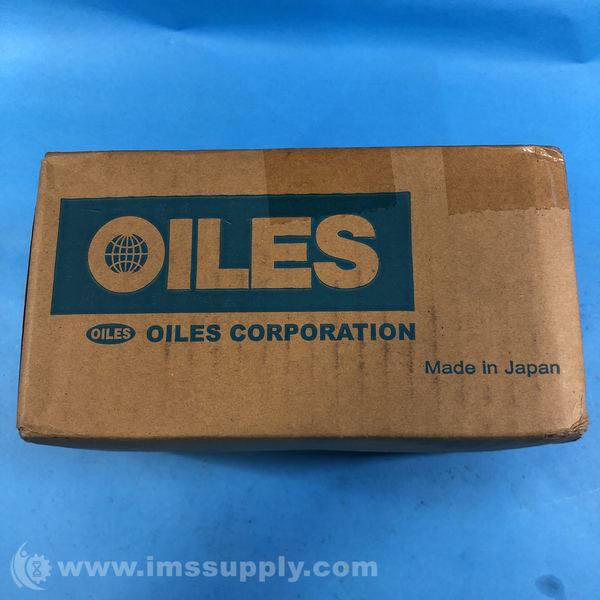 OILES
OILES OILES CORPORATION
Made in Japan
www.imssupply.com